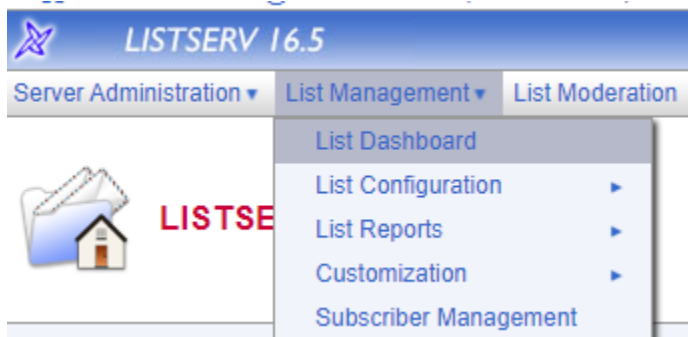 LISTSERV 16.5
Server Administration ▾ List Management ▾ List Moderation
List Dashboard
List Configuration ►
LISTSE
List Reports ►
Customization ►
Subscriber Management